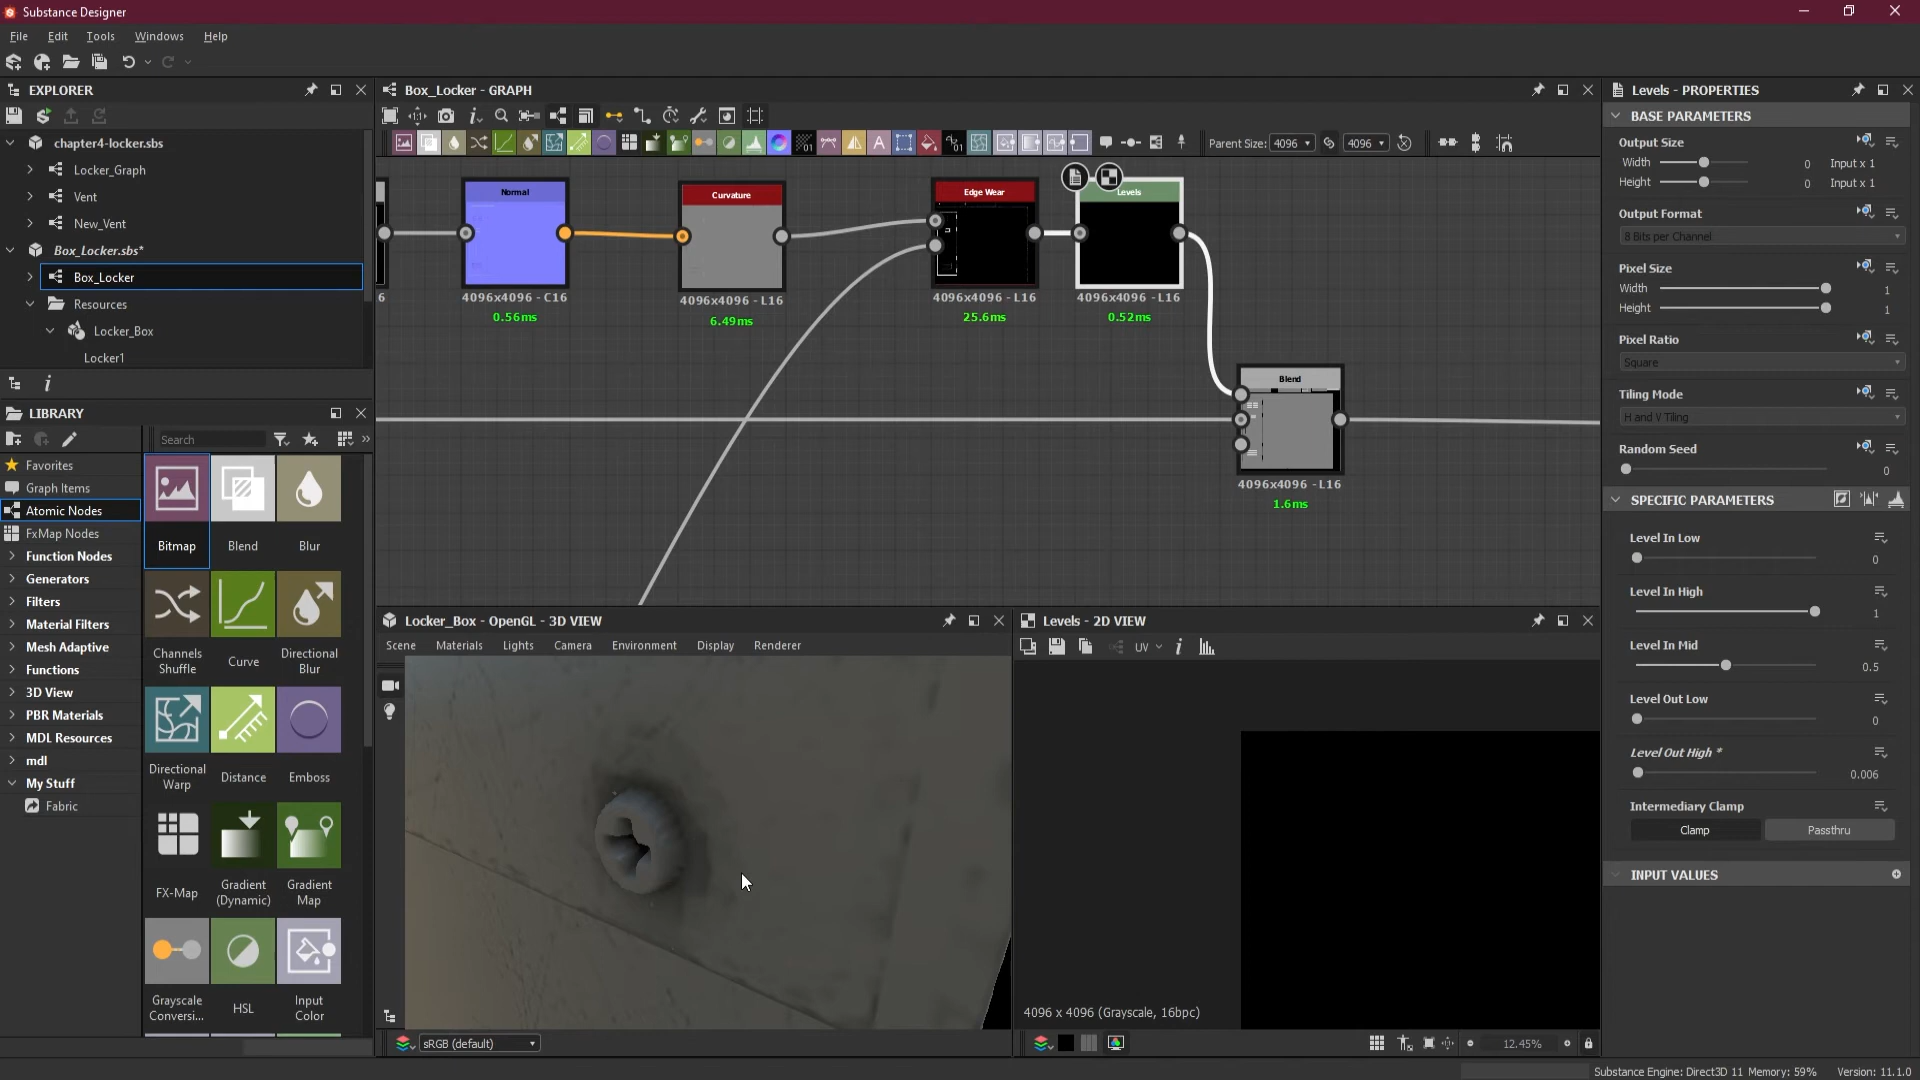 Substance Designer
File Edit Tools Windows Help
EXPLORER
chapter4-locker.sbs
Locker_Graph
Vent
New_Vent
Box_Locker.sbs*
Box_Locker
Resources
Locker_Box
Locker1
LIBRARY
Search
Favorites
Graph Items
Atomic Nodes
FxMap Nodes
Function Nodes
Generators
Filters
Material Filters
Mesh Adaptive
Functions
3D View
PBR Materials
MDL Resources
mdl
My Stuff
Fabric
Bitmap
Blend
Blur
Channels Shuffle
Curve
Directional Blur
Directional Warp
Distance
Emboss
FX-Map
Gradient (Dynamic)
Gradient Map
Grayscale Conversi...
HSL
Input Color
Box_Locker - GRAPH
Parent Size: 4096 4096
6
Normal
4096x4096 - C16
0.56ms
Curvature
4096x4096 - L16
6.49ms
Edge Wear
4096x4096 - L16
25.6ms
Levels
4096x4096 - L16
0.52ms
Blend
4096x4096 - L16
1.6ms
Locker_Box - OpenGL - 3D VIEW
Scene Materials Lights Camera Environment Display Renderer
sRGB (default)
Levels - 2D VIEW
UV
4096 x 4096 (Grayscale, 16bpc)
12.45%
Levels - PROPERTIES
BASE PARAMETERS
Output Size
Width 0 Input x 1
Height 0 Input x 1
Output Format
8 Bits per Channel
Pixel Size
Width 1
Height 1
Pixel Ratio
Square
Tiling Mode
H and V Tiling
Random Seed
0
SPECIFIC PARAMETERS
Level In Low
0
Level In High
1
Level In Mid
0.5
Level Out Low
0
Level Out High *
0.006
Intermediary Clamp
Clamp Passthru
INPUT VALUES
Substance Engine: Direct3D 11 Memory: 59% Version: 11.1.0